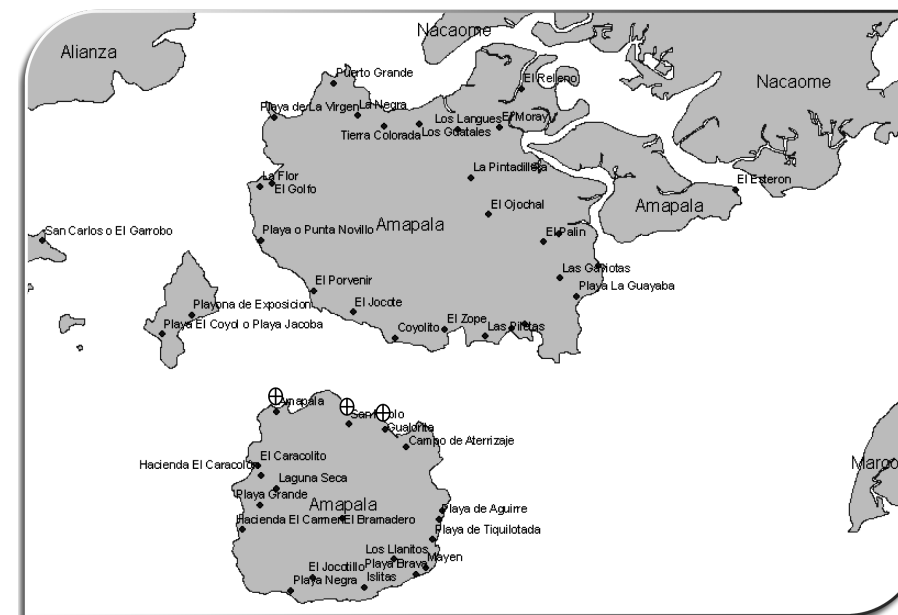 Nacaome
Alianza
Puerto Grande
El Relleno
Nacaome
Playa de La Virgen
La Negra
Los Langues
El Moray
Tierra Colorada
Los Guatales
La Pintadillera
La Flor
El Golfo
El Esteron
El Ojochal
Amapala
Amapala
San Carlos o El Garrobo
Playa o Punta Novillo
El Palin
Las Gaviotas
El Porvenir
Playa La Guayaba
Playona de Exposicion
El Jocote
Playa El Coyol o Playa Jacoba
Coyolito
El Zope
Las Piletas
Amapala
San Pablo
Gualorita
Campo de Aterrizaje
El Caracolito
Hacienda El Caracolon
Laguna Seca
Playa Grande
Amapala
Playa de Aguirre
Hacienda El Carmen
El Bramadero
Playa de Tiquilotada
Los Llanitos
Mayen
Playa Brava
El Jocotillo
Islitas
Playa Negra